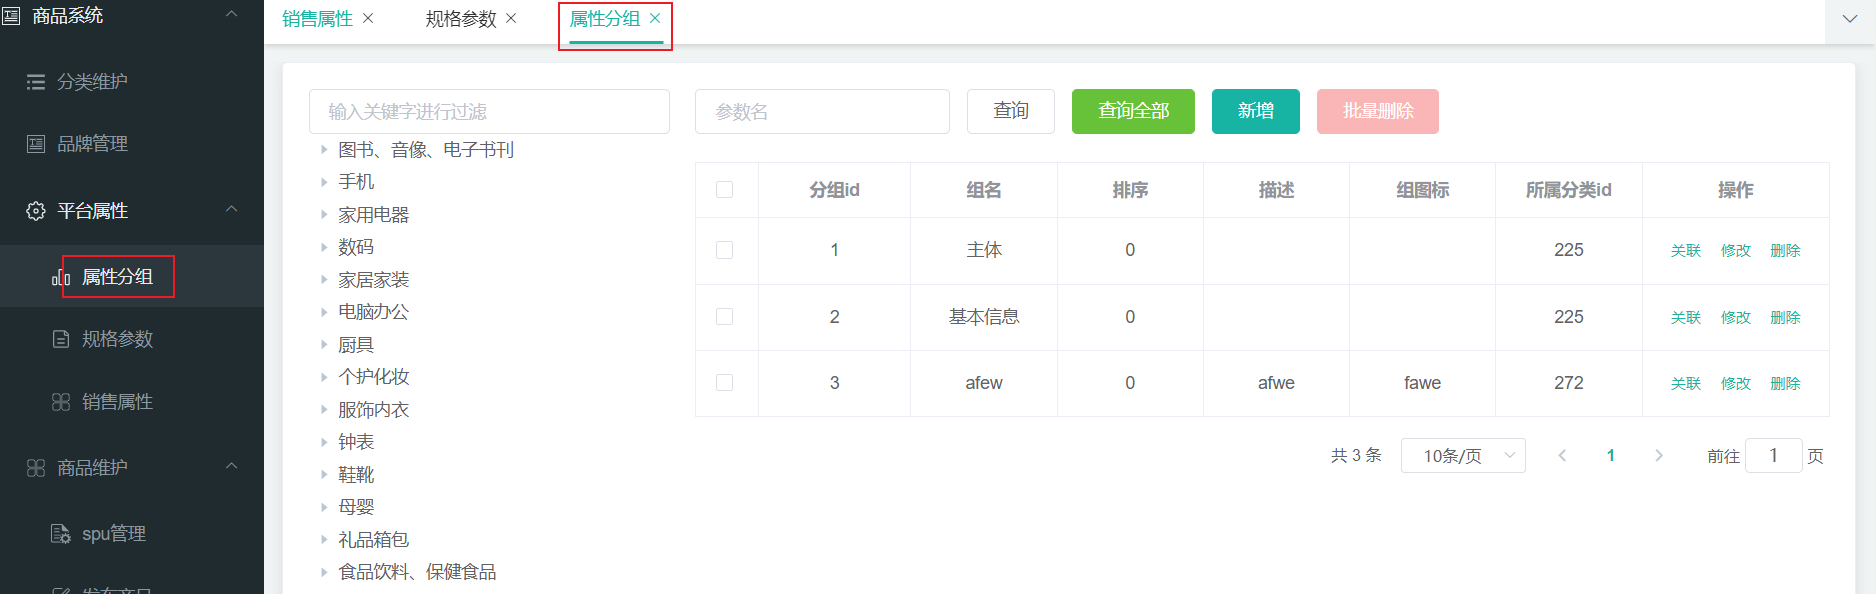 商品系统
分类维护
品牌管理
平台属性
属性分组
规格参数
销售属性
商品维护
spu管理
发布商品
销售属性 规格参数 属性分组
输入关键字进行过滤
图书、音像、电子书刊
手机
家用电器
数码
家居家装
电脑办公
厨具
个护化妆
服饰内衣
钟表
鞋靴
母婴
礼品箱包
食品饮料、保健食品
参数名 查询 查询全部 新增 批量删除
分组id 组名 排序 描述 组图标 所属分类id 操作
1 主体 0 225 关联 修改 删除
2 基本信息 0 225 关联 修改 删除
3 afew 0 afwe fawe 272 关联 修改 删除
共 3 条 10条/页 1 前往 1 页